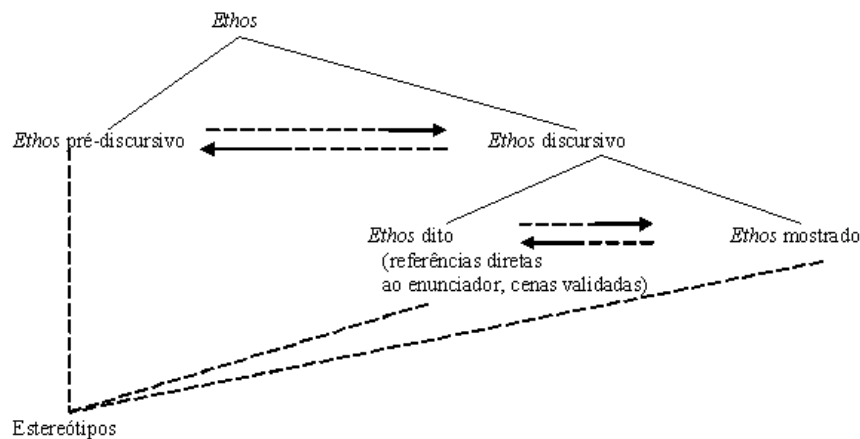 Ethos
Ethos pré-discursivo
Ethos discursivo
Ethos dito
Ethos mostrado
(referências diretas
ao enunciador, cenas validadas)
Estereótipos